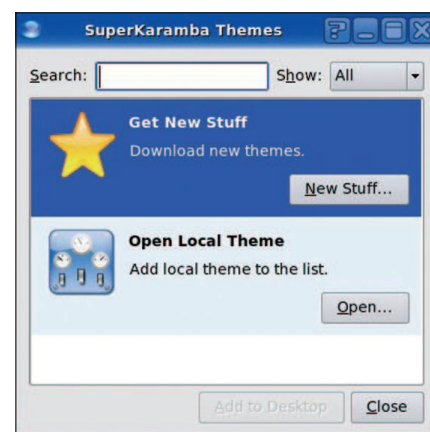 SuperKaramba Themes
Search: Show: All
Get New Stuff
Download new themes.
New Stuff...
Open Local Theme
Add local theme to the list.
Open...
Add to Desktop Close